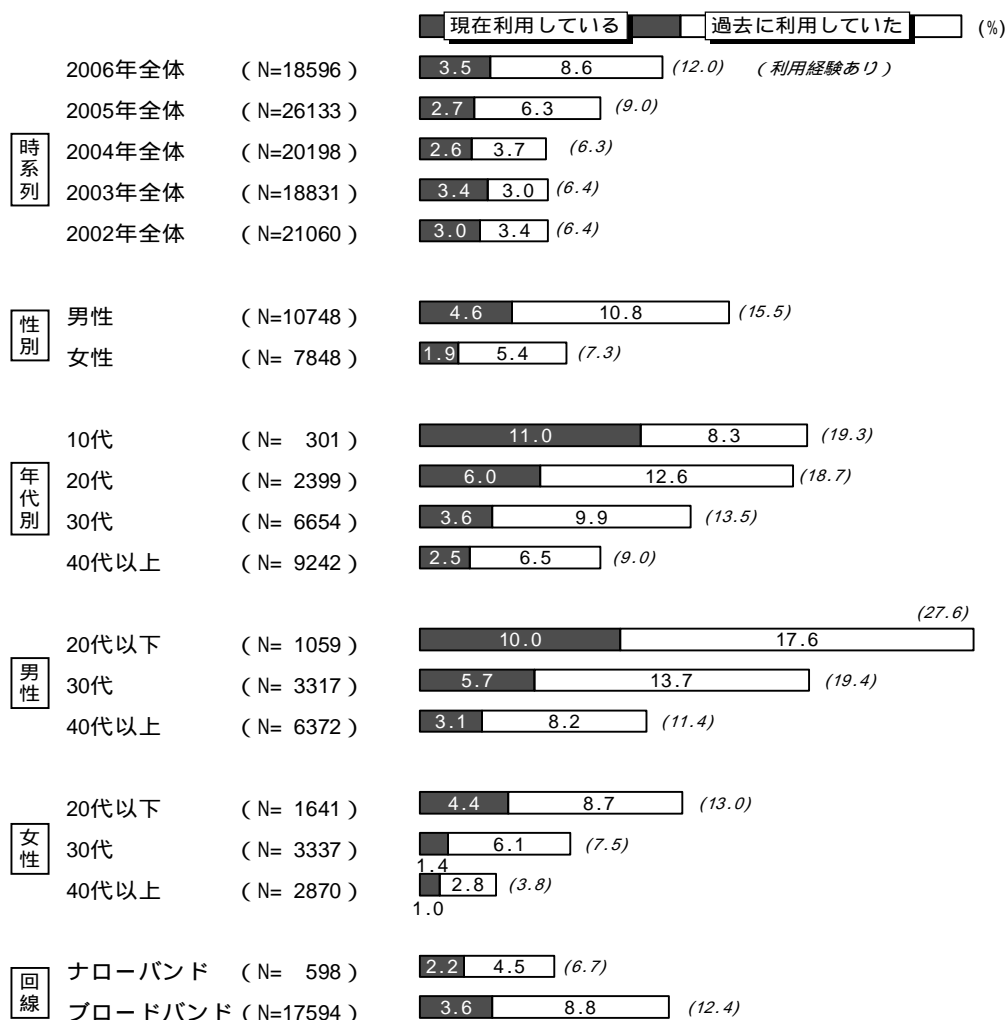 現在利用している 過去に利用していた (%)
2006年全体 (N=18596) 3.5 8.6 (12.0) (利用経験あり)
2005年全体 (N=26133) 2.7 6.3 (9.0)
時系列 2004年全体 (N=20198) 2.6 3.7 (6.3)
2003年全体 (N=18831) 3.4 3.0 (6.4)
2002年全体 (N=21060) 3.0 3.4 (6.4)
性別 男性 (N=10748) 4.6 10.8 (15.5)
女性 (N= 7848) 1.9 5.4 (7.3)
10代 (N= 301) 11.0 8.3 (19.3)
年代別 20代 (N= 2399) 6.0 12.6 (18.7)
30代 (N= 6654) 3.6 9.9 (13.5)
40代以上 (N= 9242) 2.5 6.5 (9.0)
(27.6)
20代以下 (N= 1059) 10.0 17.6
男性 30代 (N= 3317) 5.7 13.7 (19.4)
40代以上 (N= 6372) 3.1 8.2 (11.4)
20代以下 (N= 1641) 4.4 8.7 (13.0)
女性 30代 (N= 3337) 6.1 (7.5)
1.4
40代以上 (N= 2870) 2.8 (3.8)
1.0
回線 ナローバンド (N= 598) 2.2 4.5 (6.7)
ブロードバンド (N=17594) 3.6 8.8 (12.4)